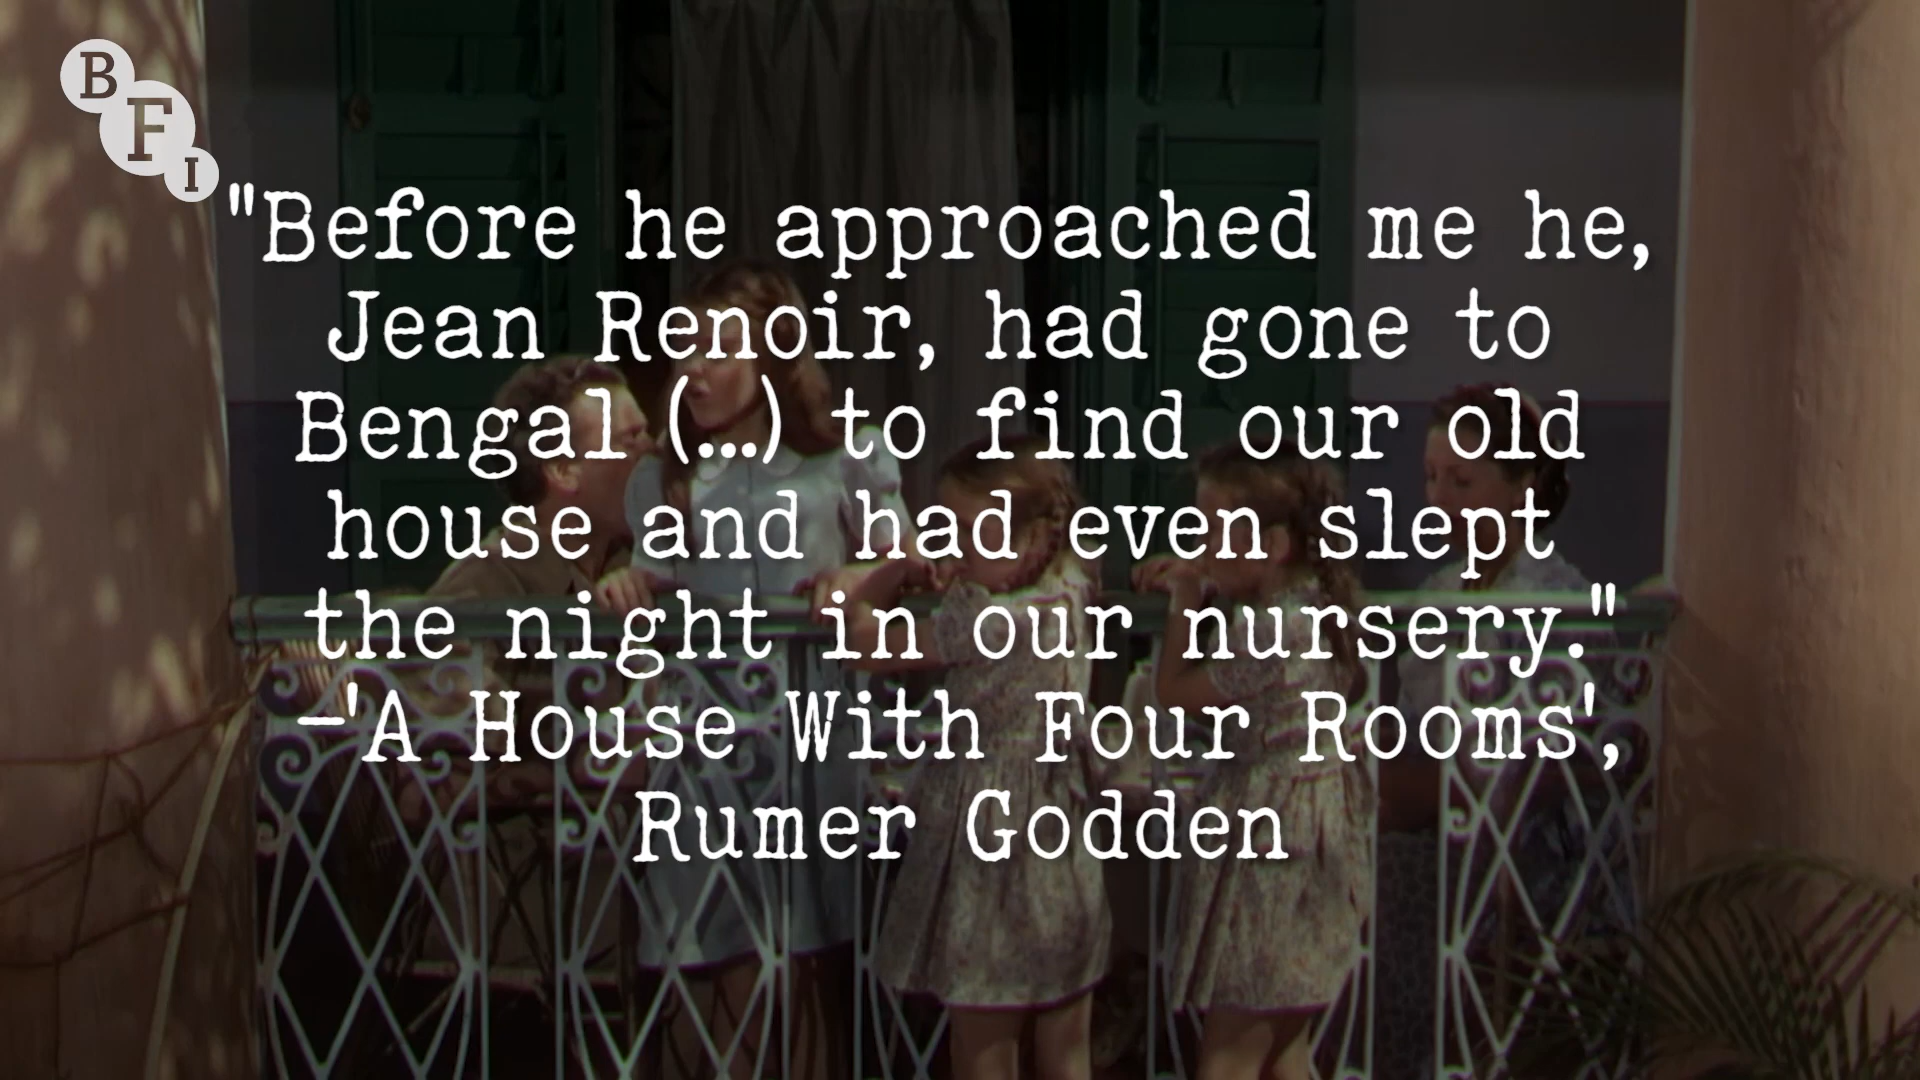 BFI
"Before he approached me he,
Jean Renoir, had gone to
Bengal (...) to find our old
house and had even slept
the night in our nursery."
—'A House With Four Rooms',
Rumer Godden